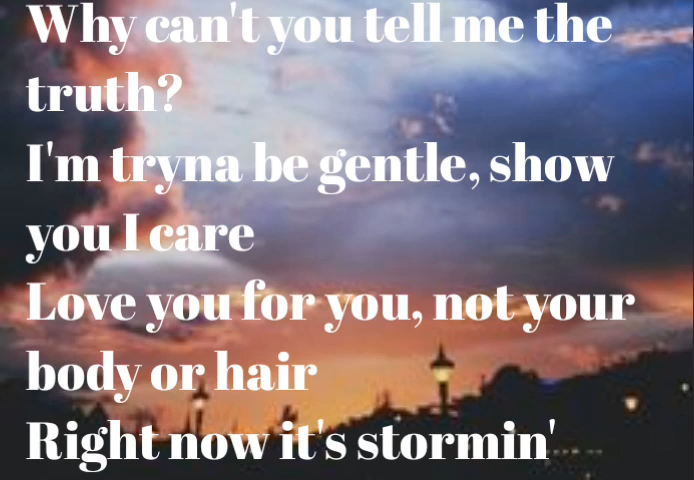 Why can't you tell me the
truth?
I'm tryna be gentle, show
you I care
Love you for you, not your
body or hair
Right now it's stormin'